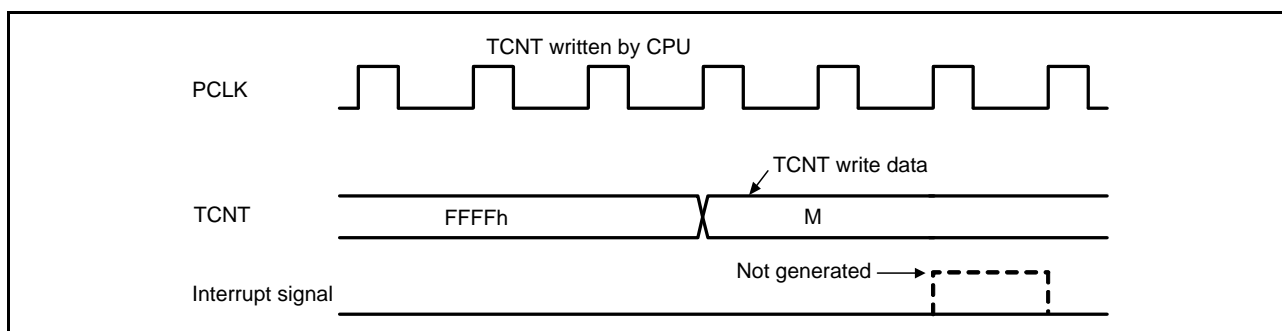 TCNT written by CPU
PCLK
TCNT write data
TCNT
FFFFh
M
Not generated
Interrupt signal